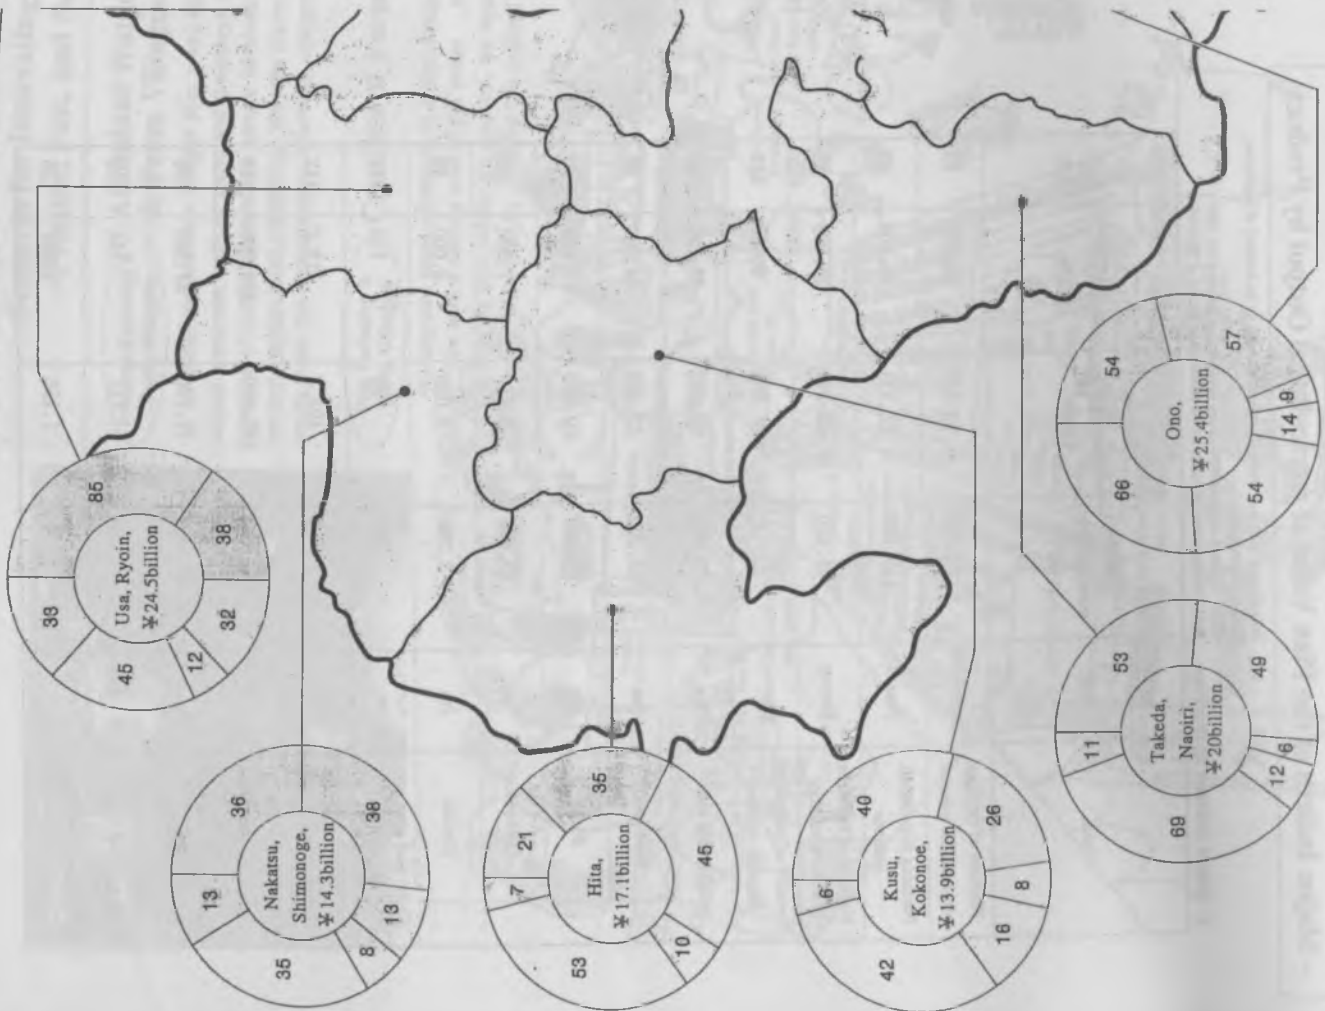 85
38
32
12
45
33
Usa, Ryoin,
¥24.5billion
36
38
13
8
35
13
Nakatsu,
Shimonoge,
¥14.3billion
21
35
45
10
53
7
Hita,
¥17.1billion
40
26
8
16
42
6
Kusu,
Kokonoe,
¥13.9billion
53
49
6
12
69
11
Takeda,
Naoiri,
¥20billion
54
57
9
14
54
66
Ono,
¥25.4billion